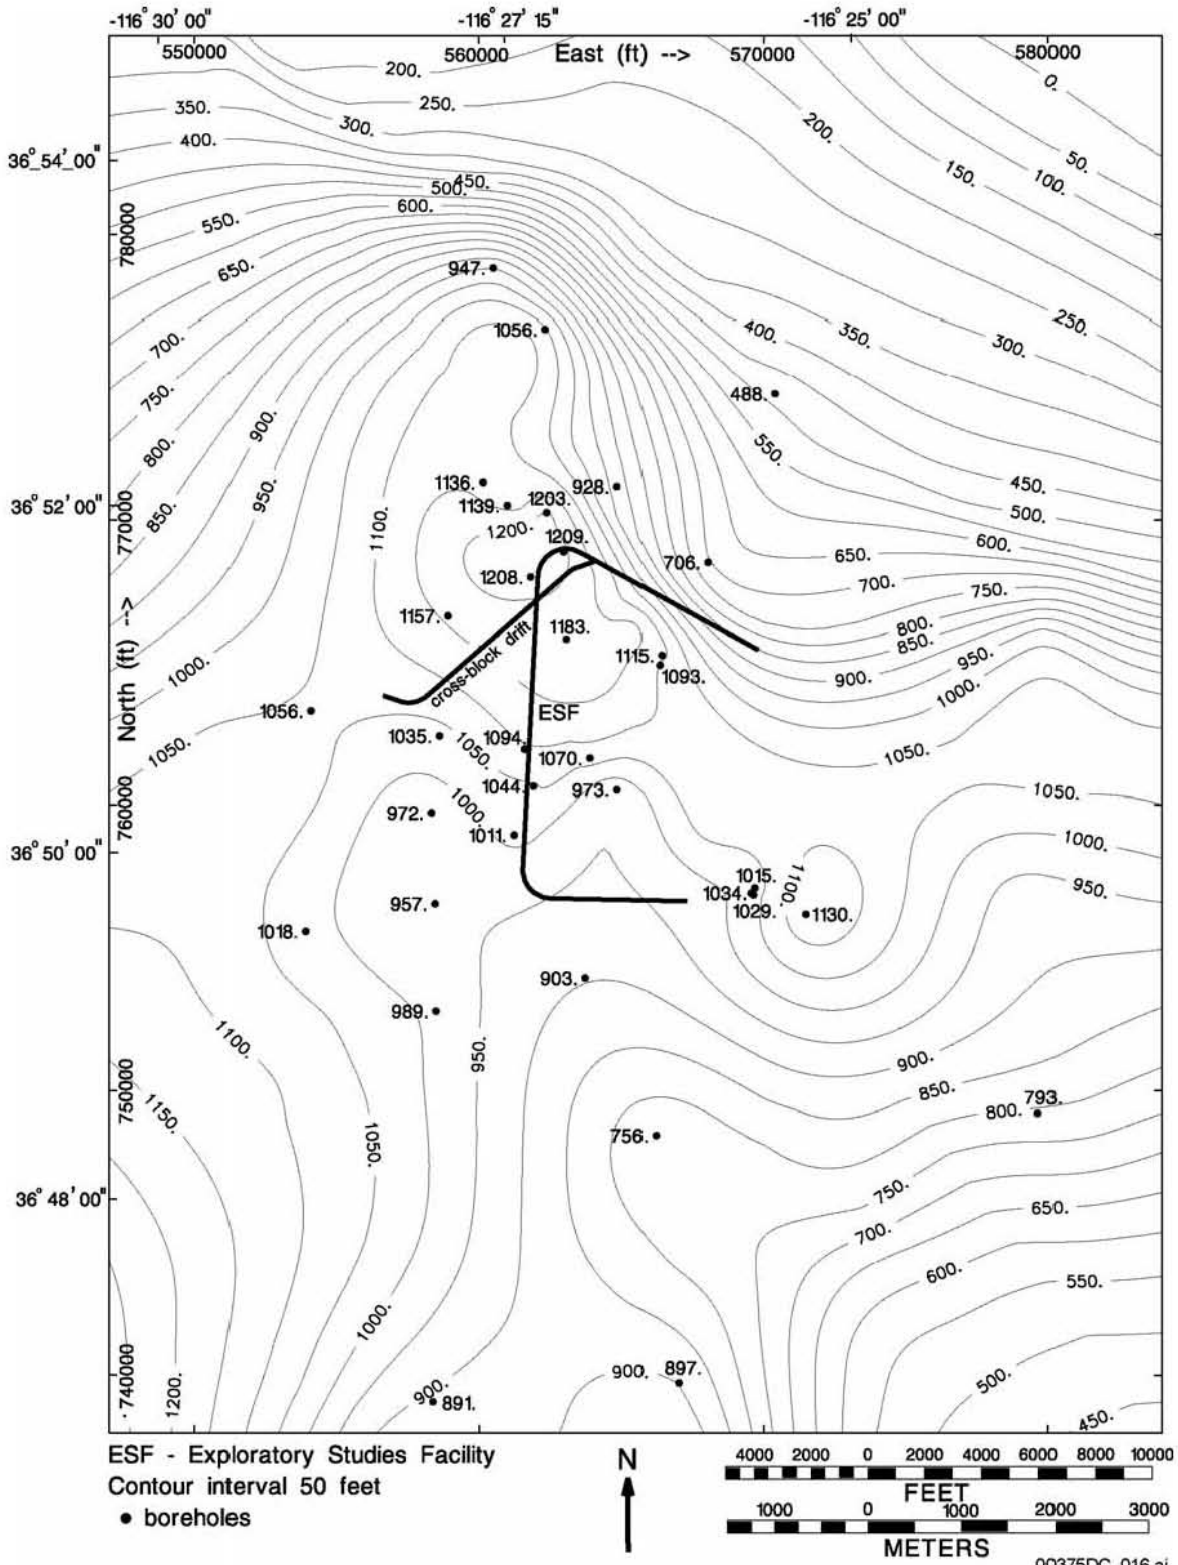 -116° 30' 00" -116° 27' 15" -116° 25' 00"
550000 560000 East (ft) --> 570000 580000
200. 0.
350. 250. 200.
300. 50.
400. 150. 100.
36°_54' 00"
450.
500.
600.
550.
780000
650. 947.
250.
700. 1056. 400. 350. 300.
750. 488.
900.
800. 550.
950. 1136. 928. 450.
36° 52' 00" 850. 1139. 1203. 500.
770000 1100. 1200. 600.
1209. 650.
1208. 706. 700. 750.
1157. 1183. 800.
cross-block drift 850.
1000. 1115. 950.
1093. 900.
North (ft) --> 1000.
1056. ESF
1050. 1035. 1050. 1094. 1050.
1070.
1044. 973. 1050.
760000 972. 1000.
1011. 1000.
36° 50' 00"
1015. 1100. 950.
957. 1034.
1029. 1130.
1018.
903.
989.
1100. 950. 900.
850.
750000 793.
1150. 800.
1050. 756.
36° 48' 00" 750.
650.
700.
600. 550.
1000.
740000 900. 897.
1200. 900. 500.
891. 450.
ESF - Exploratory Studies Facility
Contour interval 50 feet
• boreholes
N
4000 2000 0 2000 4000 6000 8000 10000
FEET
1000 0 1000 2000 3000
METERS